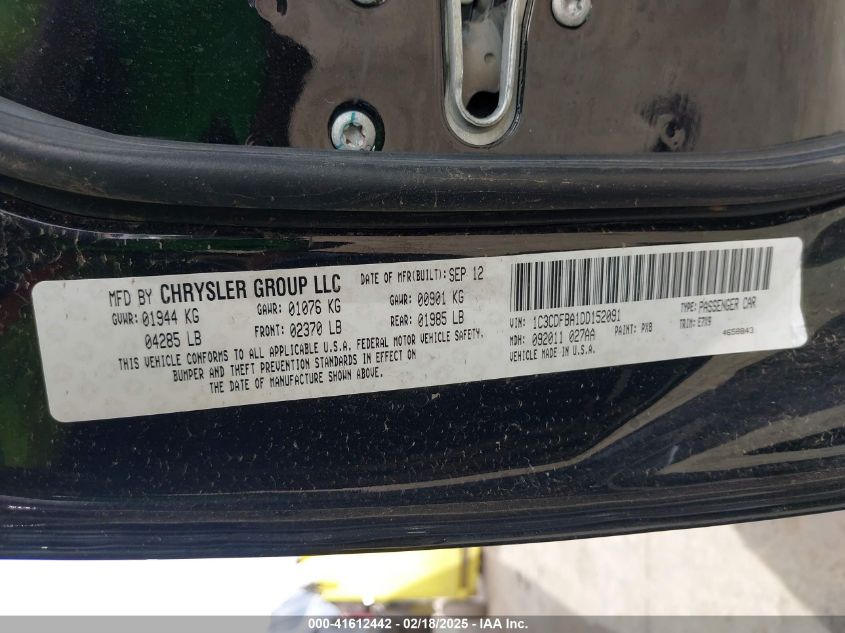 MFD BY CHRYSLER GROUP LLC DATE OF MFR(BUILT): SEP 12
GVWR: 01944 KG GAWR: 01076 KG GAWR: 00901 KG
04285 LB FRONT: 02370 LB REAR: 01985 LB
THIS VEHICLE CONFORMS TO ALL APPLICABLE U.S.A. FEDERAL MOTOR VEHICLE SAFETY,
BUMPER AND THEFT PREVENTION STANDARDS IN EFFECT ON
THE DATE OF MANUFACTURE SHOWN ABOVE.
VIN: 1C3CDFBA1DD152091 TYPE: PASSENGER CAR
MDH: 092011 027AA PAINT: PX8 TRIM: E7X9
VEHICLE MADE IN U.S.A. 4658843
000-41612442 - 02/18/2025 - IAA Inc.